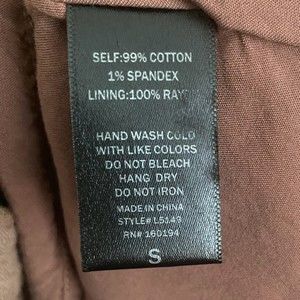 SELF:99% COTTON
1% SPANDEX
LINING:100% RAY
HAND WASH COLD
WITH LIKE COLORS
DO NOT BLEACH
HANG DRY
DO NOT IRON
MADE IN CHINA
STYLE# L5143
RN# 160194
S